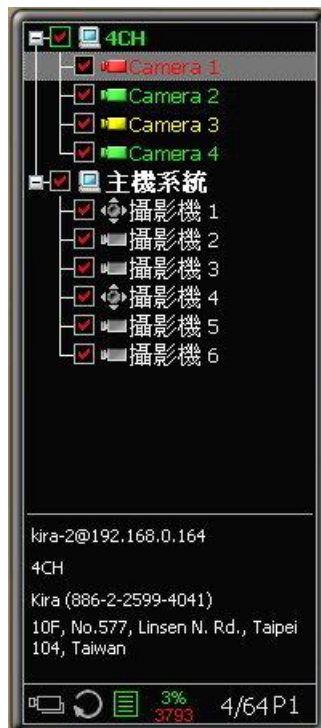 4CH
Camera 1
Camera 2
Camera 3
Camera 4
主機系統
攝影機 1
攝影機 2
攝影機 3
攝影機 4
攝影機 5
攝影機 6
kira-2@192.168.0.164
4CH
Kira (886-2-2599-4041)
10F, No.577, Linsen N. Rd., Taipei
104, Taiwan
3%
3793
4/64 P1